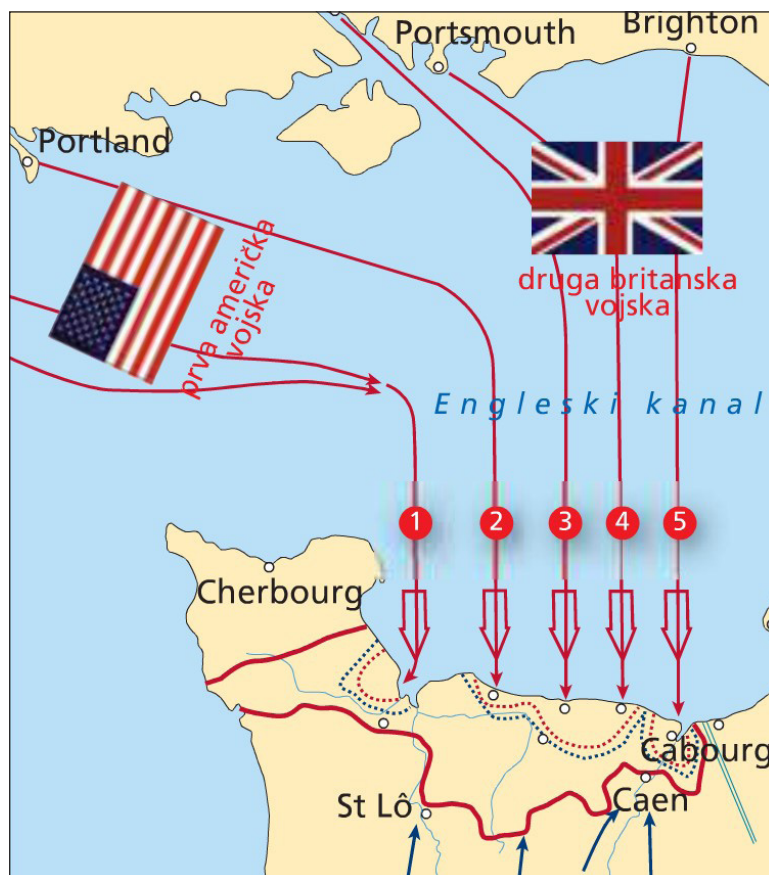 Portsmouth
Brighton
Portland
prva američka
vojska
druga britanska
vojska
Engleski kanal
1 2 3 4 5
Cherbourg
Cabourg
St Lô
Caen